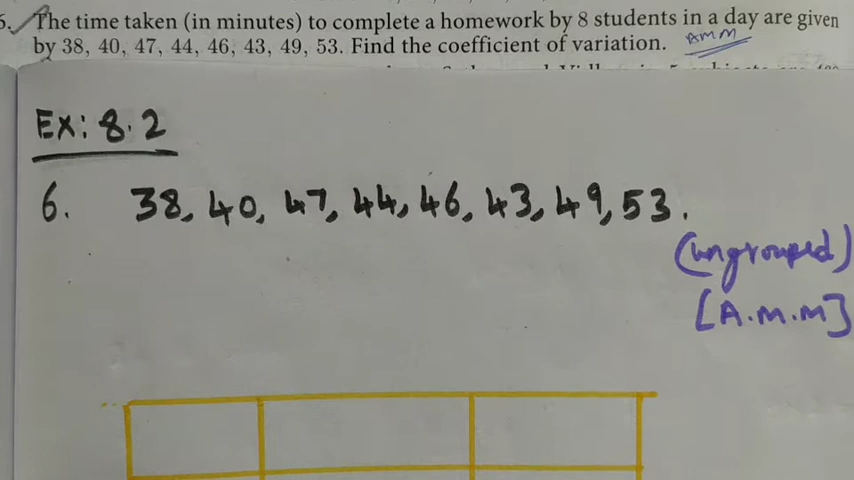 6. The time taken (in minutes) to complete a homework by 8 students in a day are given
by 38, 40, 47, 44, 46, 43, 49, 53. Find the coefficient of variation. AMM
Ex: 8.2
6. 38, 40, 47, 44, 46, 43, 49, 53.
(ungrouped)
[A.M.M]